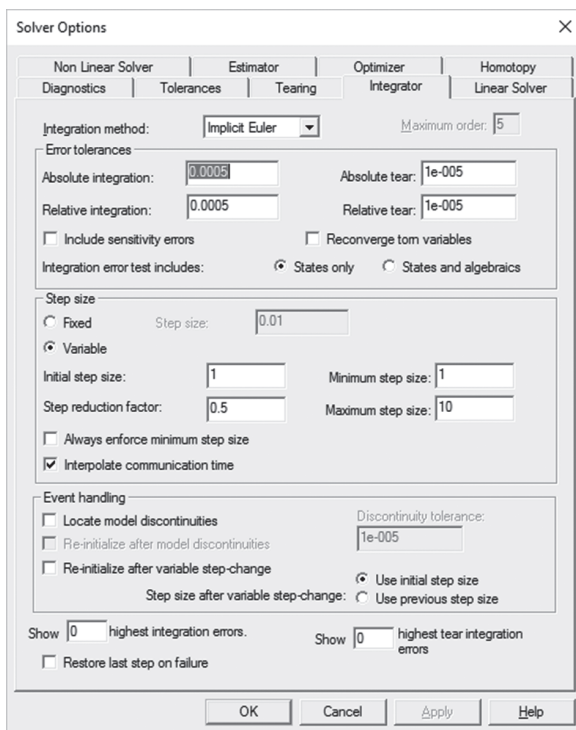 Solver Options
Non Linear Solver Estimator Optimizer Homotopy
Diagnostics Tolerances Tearing Integrator Linear Solver
Integration method: Implicit Euler Maximum order: 5
Error tolerances
Absolute integration: 0.0005 Absolute tear: 1e-005
Relative integration: 0.0005 Relative tear: 1e-005
Include sensitivity errors Reconverge torn variables
Integration error test includes: States only States and algebraics
Step size
Fixed Step size: 0.01
Variable
Initial step size: 1 Minimum step size: 1
Step reduction factor: 0.5 Maximum step size: 10
Always enforce minimum step size
Interpolate communication time
Event handling
Locate model discontinuities Discontinuity tolerance:
Re-initialize after model discontinuities 1e-005
Re-initialize after variable step-change
Step size after variable step-change: Use initial step size
Use previous step size
Show 0 highest integration errors. Show 0 highest tear integration errors
Restore last step on failure
OK Cancel Apply Help